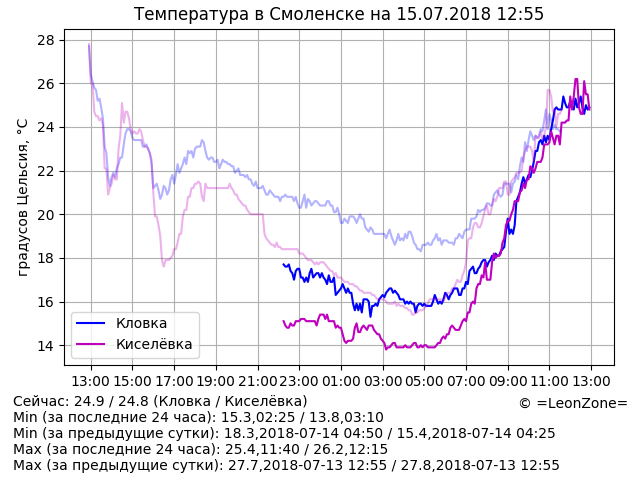 Температура в Смоленске на 15.07.2018 12:55
градусов Цельсия, °C
28
26
24
22
20
18
16
14
Кловка
Киселёвка
13:00 15:00 17:00 19:00 21:00 23:00 01:00 03:00 05:00 07:00 09:00 11:00 13:00
Сейчас: 24.9 / 24.8 (Кловка / Киселёвка)
© =LeonZone=
Min (за последние 24 часа): 15.3,02:25 / 13.8,03:10
Min (за предыдущие сутки): 18.3,2018-07-14 04:50 / 15.4,2018-07-14 04:25
Max (за последние 24 часа): 25.4,11:40 / 26.2,12:15
Max (за предыдущие сутки): 27.7,2018-07-13 12:55 / 27.8,2018-07-13 12:55